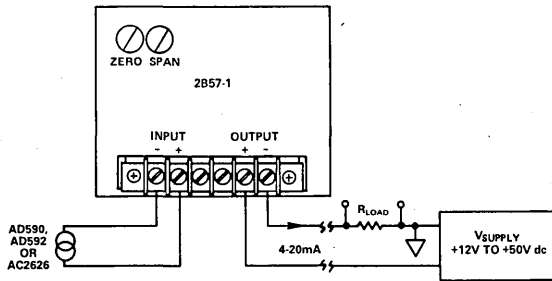 ZERO SPAN
2B57-1
INPUT OUTPUT
- + + -
AD590,
AD592
OR
AC2626
4-20mA
RLOAD
VSUPPLY
+12V TO +50V dc